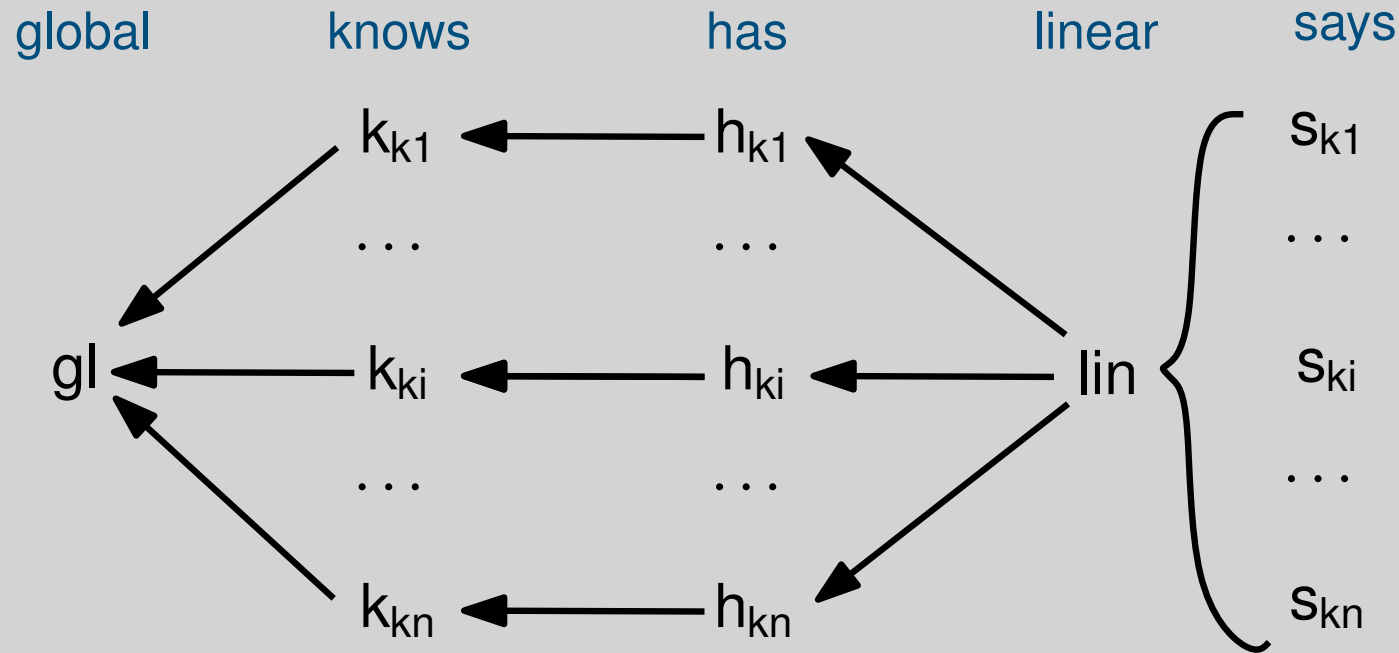 global knows has linear says
k_k1 h_k1 s_k1
... ... ...
gl k_ki h_ki lin s_ki
... ... ...
k_kn h_kn s_kn